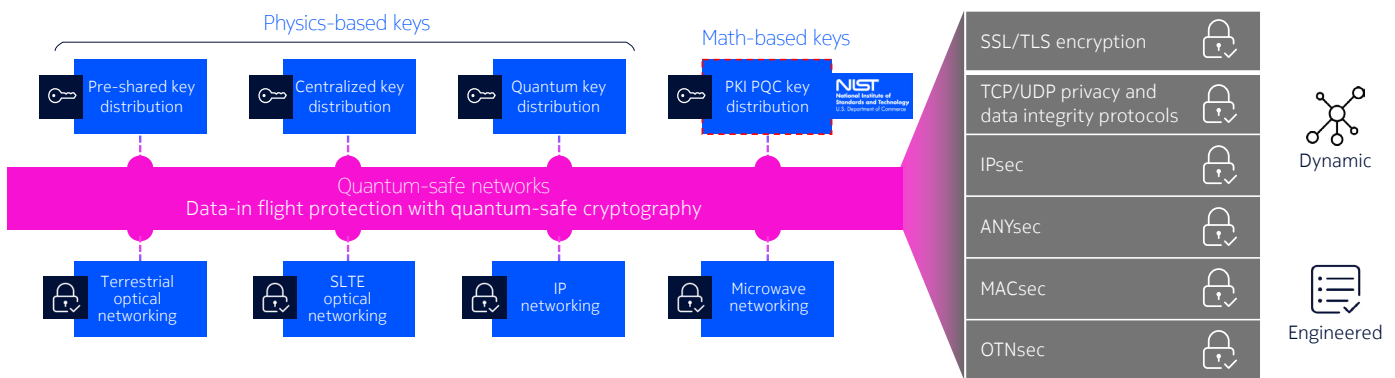 Physics-based keys
Math-based keys
Pre-shared key
distribution
Centralized key
distribution
Quantum key
distribution
PKI PQC key
distribution
NIST
National Institute of
Standards and Technology
U.S. Department of Commerce
Quantum-safe networks
Data-in flight protection with quantum-safe cryptography
Terrestrial
optical
networking
SLTE
optical
networking
IP
networking
Microwave
networking
SSL/TLS encryption
TCP/UDP privacy and
data integrity protocols
IPsec
ANYsec
MACsec
OTNsec
Dynamic
Engineered